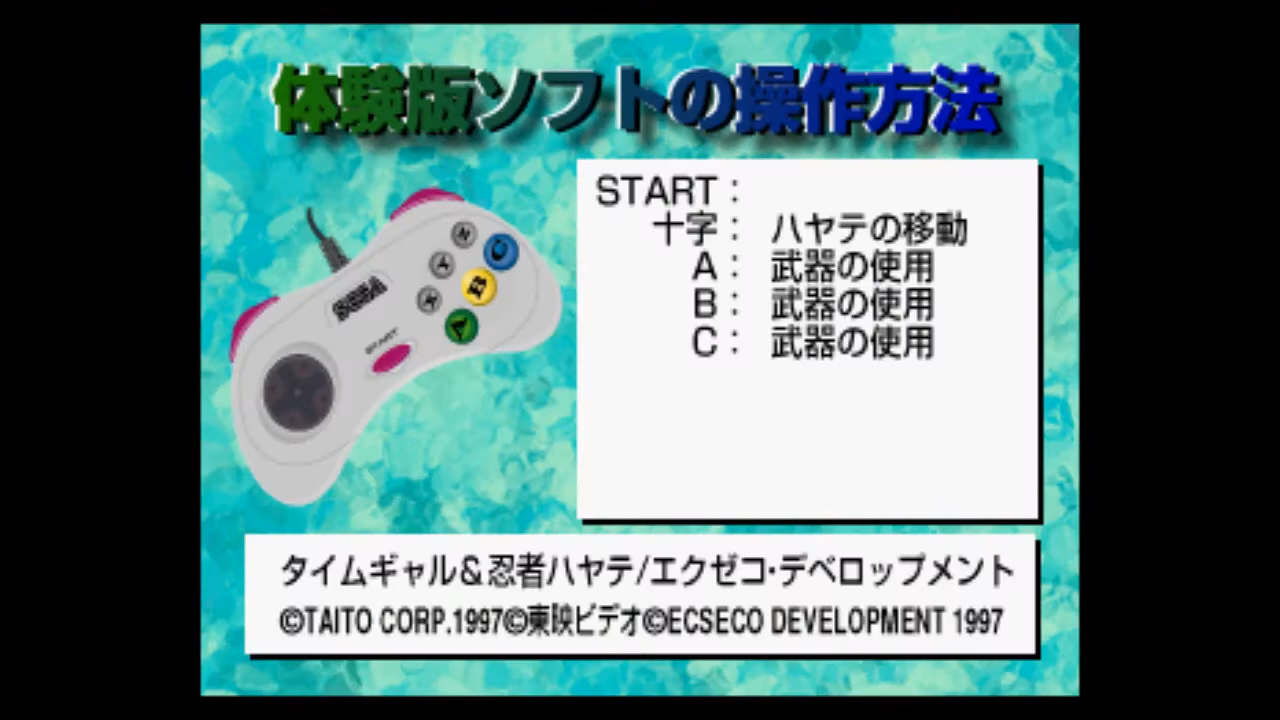 体験版ソフトの操作方法
START：
十字： ハヤテの移動
A： 武器の使用
B： 武器の使用
C： 武器の使用
SEGA
START
X
Y
Z
A
B
C
タイムギャル＆忍者ハヤテ/エクゼコ・デベロップメント
©TAITO CORP.1997©東映ビデオ©ECSECO DEVELOPMENT 1997